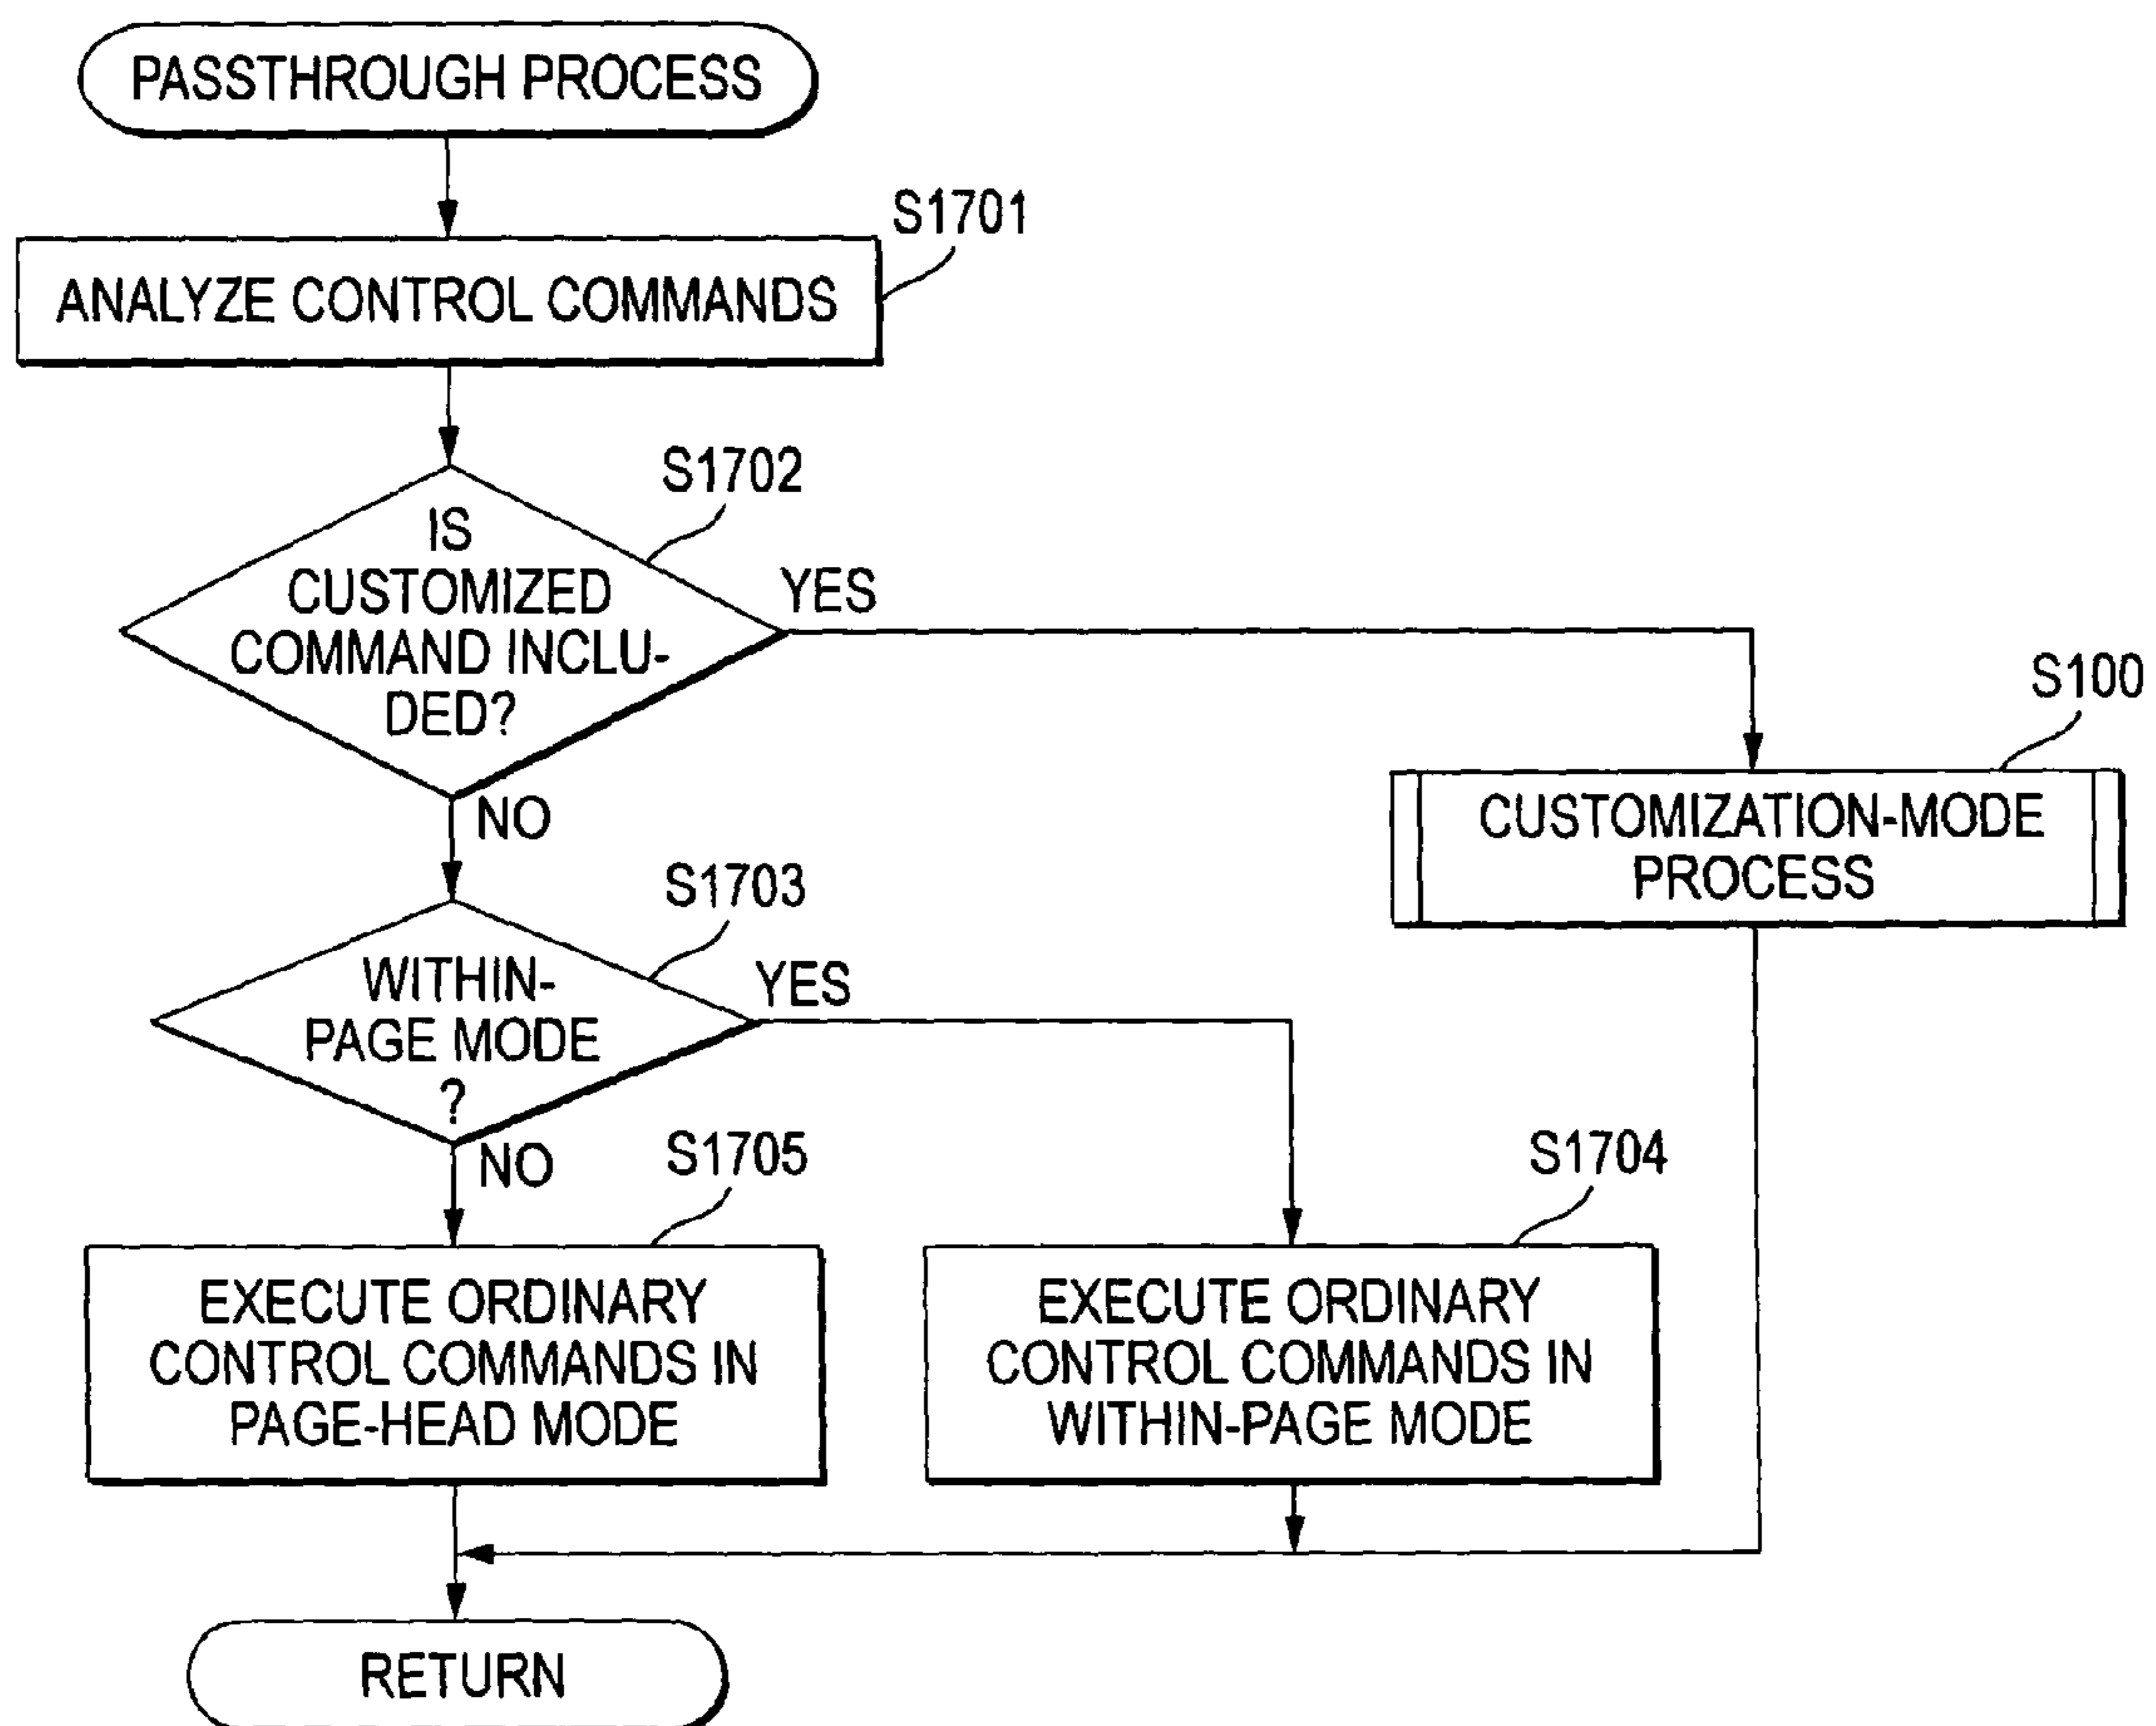 PASSTHROUGH PROCESS
S1701
ANALYZE CONTROL COMMANDS
S1702
IS
CUSTOMIZED
COMMAND INCLU-
DED?
YES
NO
S100
CUSTOMIZATION-MODE
PROCESS
S1703
WITHIN-
PAGE MODE
?
YES
NO
S1705
EXECUTE ORDINARY
CONTROL COMMANDS IN
PAGE-HEAD MODE
S1704
EXECUTE ORDINARY
CONTROL COMMANDS IN
WITHIN-PAGE MODE
RETURN